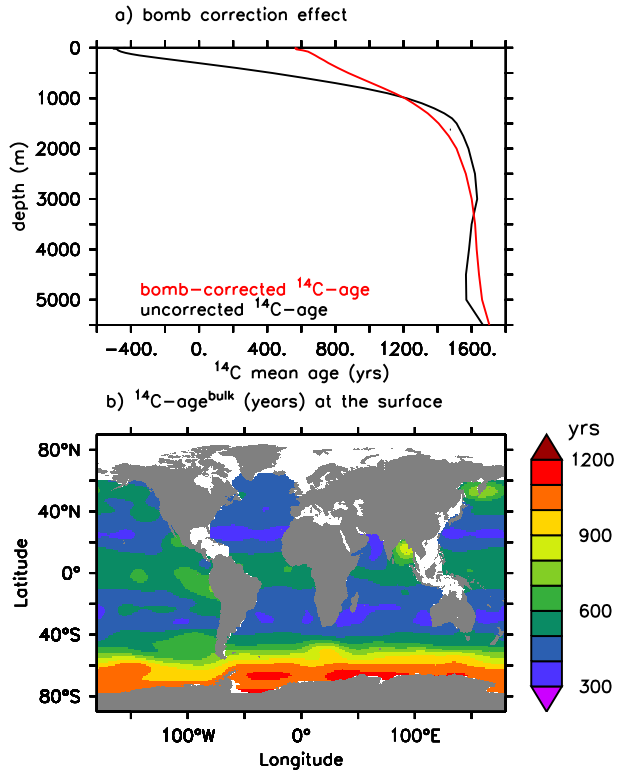 a) bomb correction effect
0
1000
2000
3000
4000
5000
depth (m)
bomb-corrected ¹⁴C-age
uncorrected ¹⁴C-age
-400. 0. 400. 800. 1200. 1600.
¹⁴C mean age (yrs)
b) ¹⁴C-ageᵇᵘˡᵏ (years) at the surface
80°N
40°N
0°
40°S
80°S
Latitude
100°W 0° 100°E
Longitude
yrs
1200
900
600
300